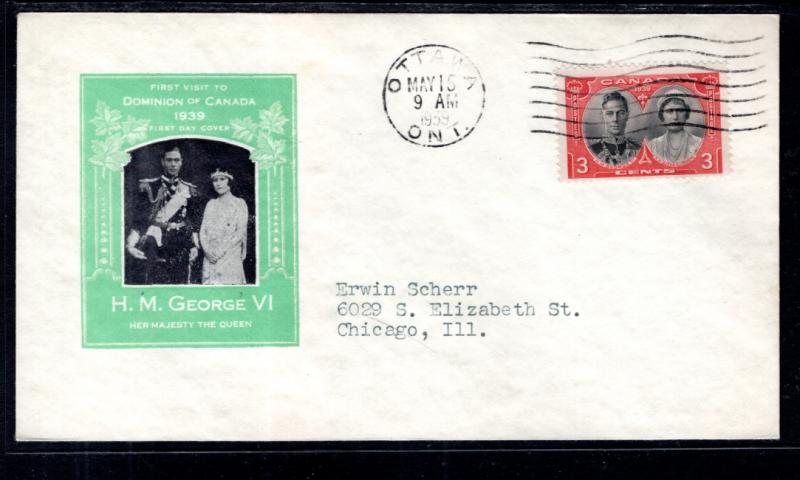 FIRST VISIT TO
DOMINION OF CANADA
1939
FIRST DAY COVER
H. M. GEORGE VI
HER MAJESTY THE QUEEN
OTTAWA
MAY 15
9 AM
1939
ONT.
CANADA
1939
3 3
CENTS
Erwin Scherr
6029 S. Elizabeth St.
Chicago, Ill.